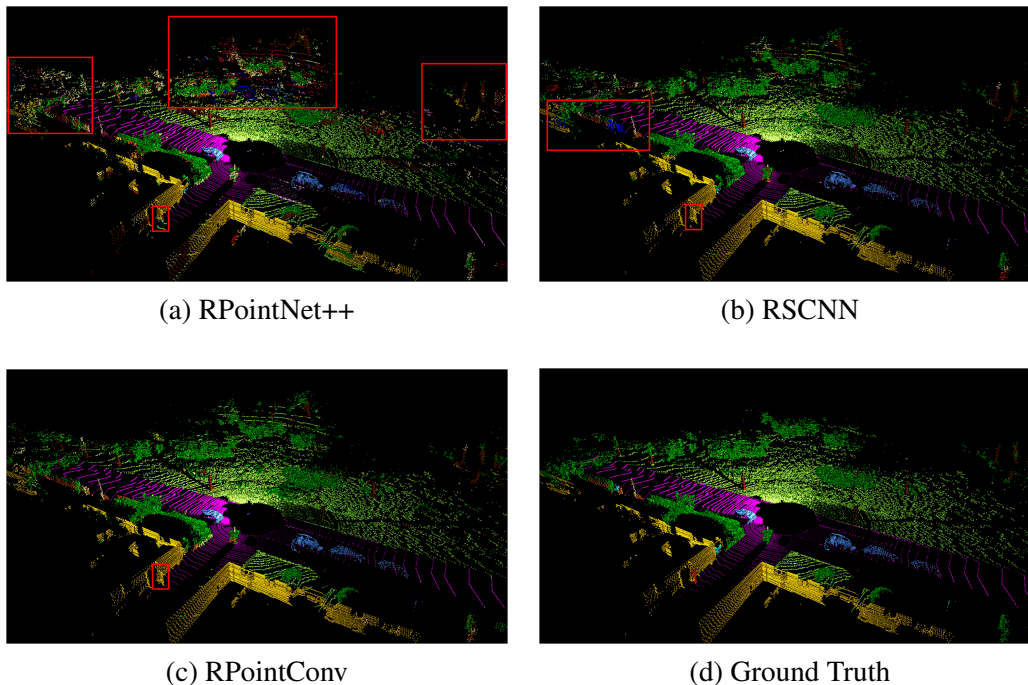 (a) RPointNet++
(b) RSCNN
(c) RPointConv
(d) Ground Truth